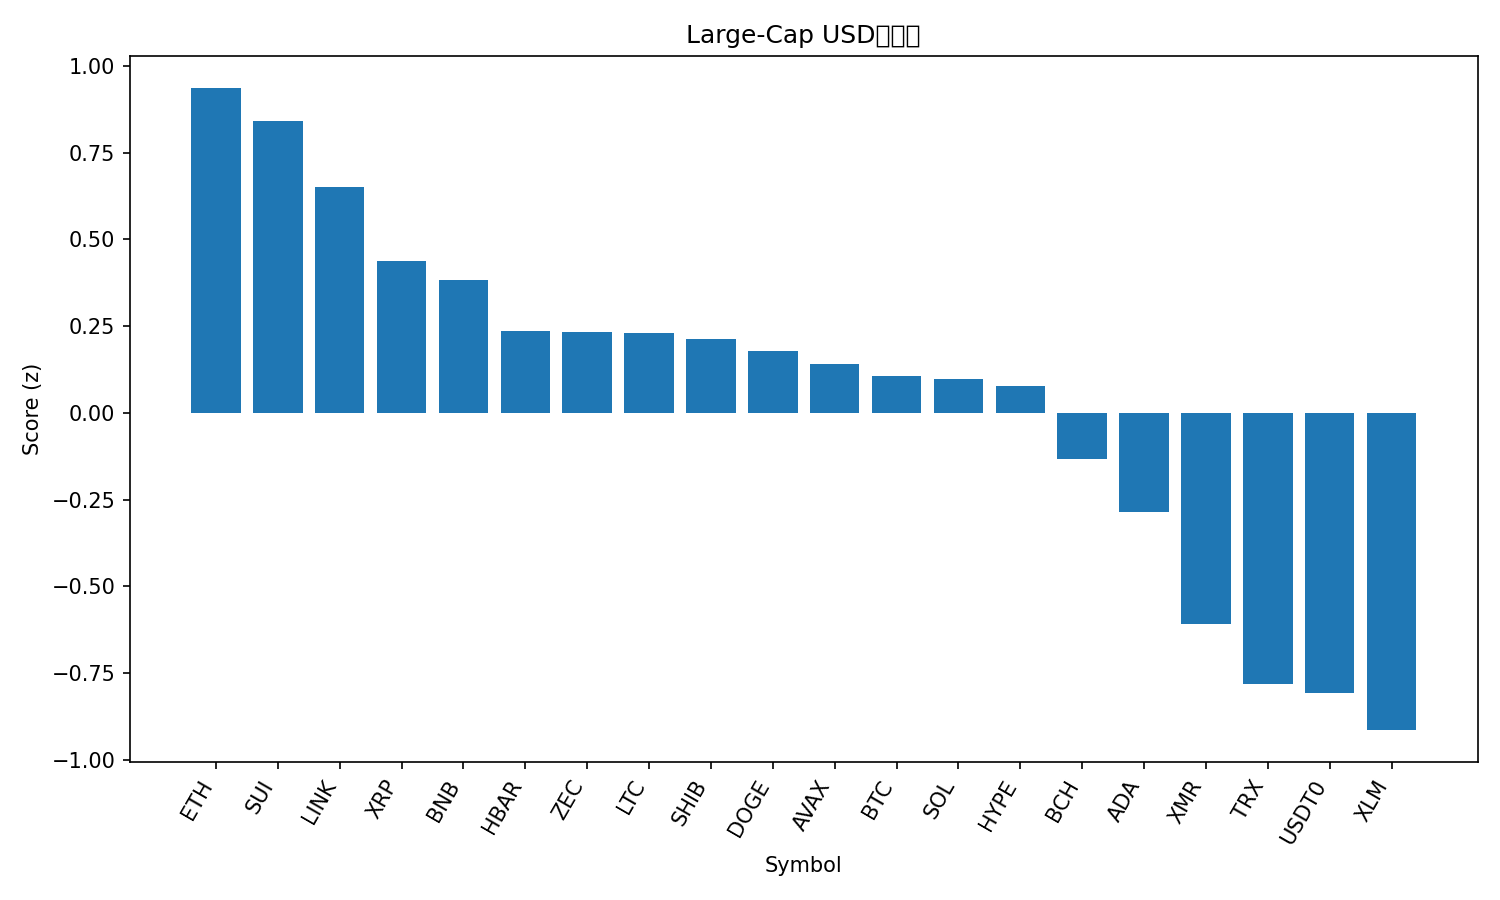 Large-Cap USD
1.00
0.75
0.50
0.25
0.00
−0.25
−0.50
−0.75
−1.00
Score (z)
ETH
SUI
LINK
XRP
BNB
HBAR
ZEC
LTC
SHIB
DOGE
AVAX
BTC
SOL
HYPE
BCH
ADA
XMR
TRX
USDT0
XLM
Symbol